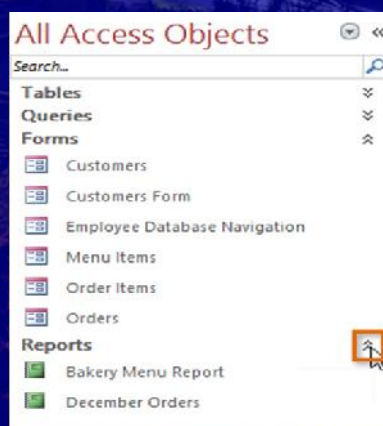 All Access Objects
Search...
Tables
Queries
Forms
Customers
Customers Form
Employee Database Navigation
Menu Items
Order Items
Orders
Reports
Bakery Menu Report
December Orders